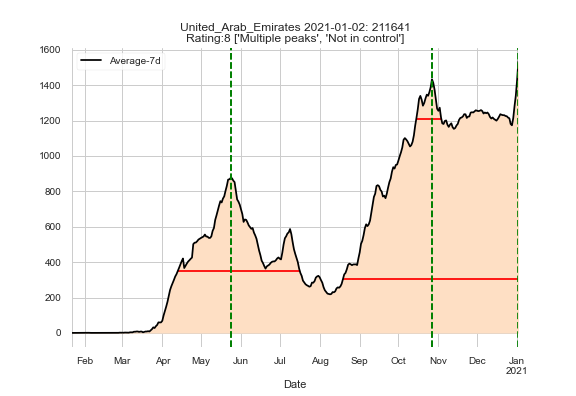 United_Arab_Emirates 2021-01-02: 211641
Rating:8 ['Multiple peaks', 'Not in control']
1600
Average-7d
1400
1200
1000
800
600
400
200
0
Feb Mar Apr May Jun Jul Aug Sep Oct Nov Dec Jan
2021
Date